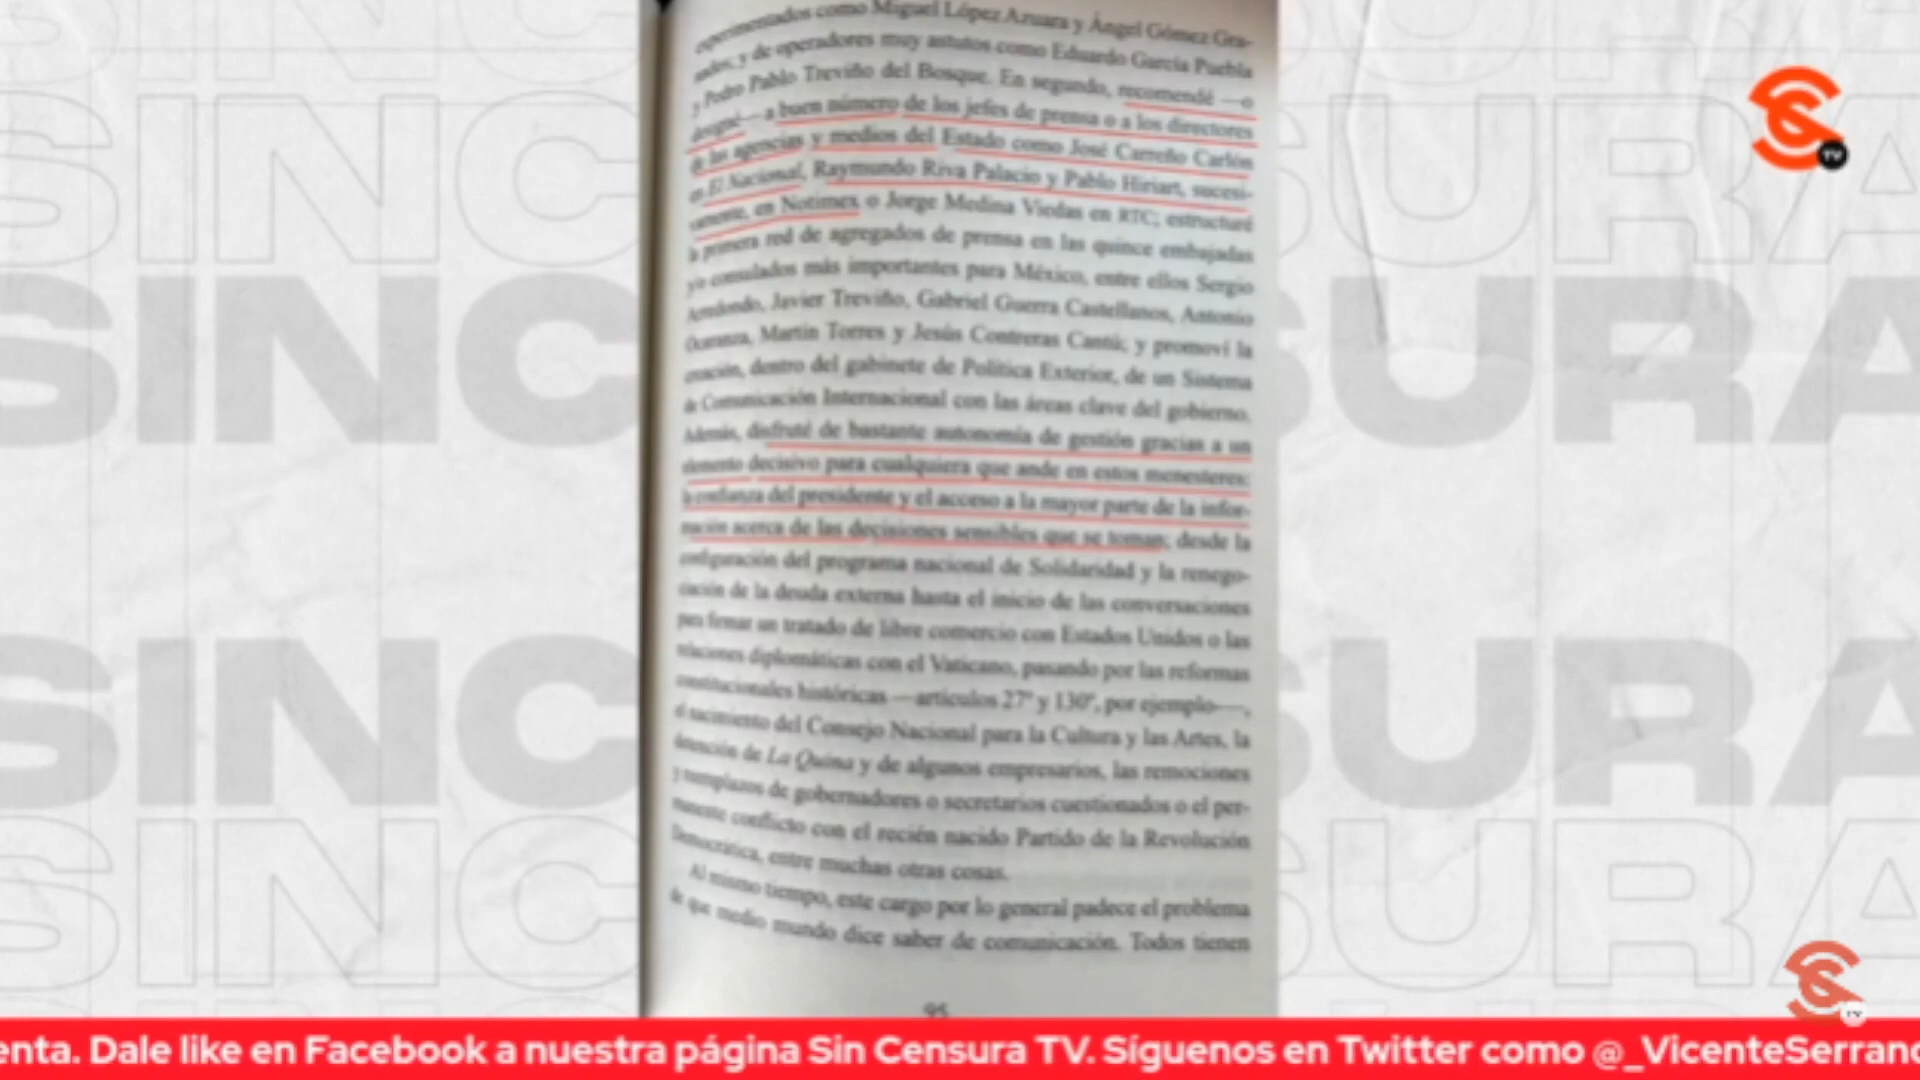 experimentados como Miguel López Azuara y Ángel Gómez Gra-
nados; y de operadores muy astutos como Eduardo García Puebla
y Pedro Pablo Treviño del Bosque. En segundo, recomendé —o
designé— a buen número de los jefes de prensa o a los directores
de las agencias y medios del Estado como José Carreño Carlón
en El Nacional, Raymundo Riva Palacio y Pablo Hiriart, sucesi-
vamente, en Notimex o Jorge Medina Viedas en RTC; estructuré
la primera red de agregados de prensa en las quince embajadas
y/o consulados más importantes para México, entre ellos Sergio
Arredondo, Javier Treviño, Gabriel Guerra Castellanos, Antonio
Ocaranza, Martín Torres y Jesús Contreras Cantú; y promoví la
creación, dentro del gabinete de Política Exterior, de un Sistema
de Comunicación Internacional con las áreas clave del gobierno.
Además, disfruté de bastante autonomía de gestión gracias a un
elemento decisivo para cualquiera que ande en estos menesteres:
la confianza del presidente y el acceso a la mayor parte de la infor-
mación acerca de las decisiones sensibles que se toman; desde la
configuración del programa nacional de Solidaridad y la renego-
ciación de la deuda externa hasta el inicio de las conversaciones
para firmar un tratado de libre comercio con Estados Unidos o las
relaciones diplomáticas con el Vaticano, pasando por las reformas
constitucionales históricas —artículos 27º y 130º, por ejemplo—,
el nacimiento del Consejo Nacional para la Cultura y las Artes, la
detención de La Quina y de algunos empresarios, las remociones
y reemplazos de gobernadores o secretarios cuestionados o el per-
manente conflicto con el recién nacido Partido de la Revolución
Democrática, entre muchas otras cosas.
Al mismo tiempo, este cargo por lo general padece el problema
de que medio mundo dice saber de comunicación. Todos tienen
95
SINC
SINC
URA
SINC
URA
SINC
URA
SINC
URA
TV
TV
enta. Dale like en Facebook a nuestra página Sin Censura TV. Síguenos en Twitter como @_VicenteSerrano